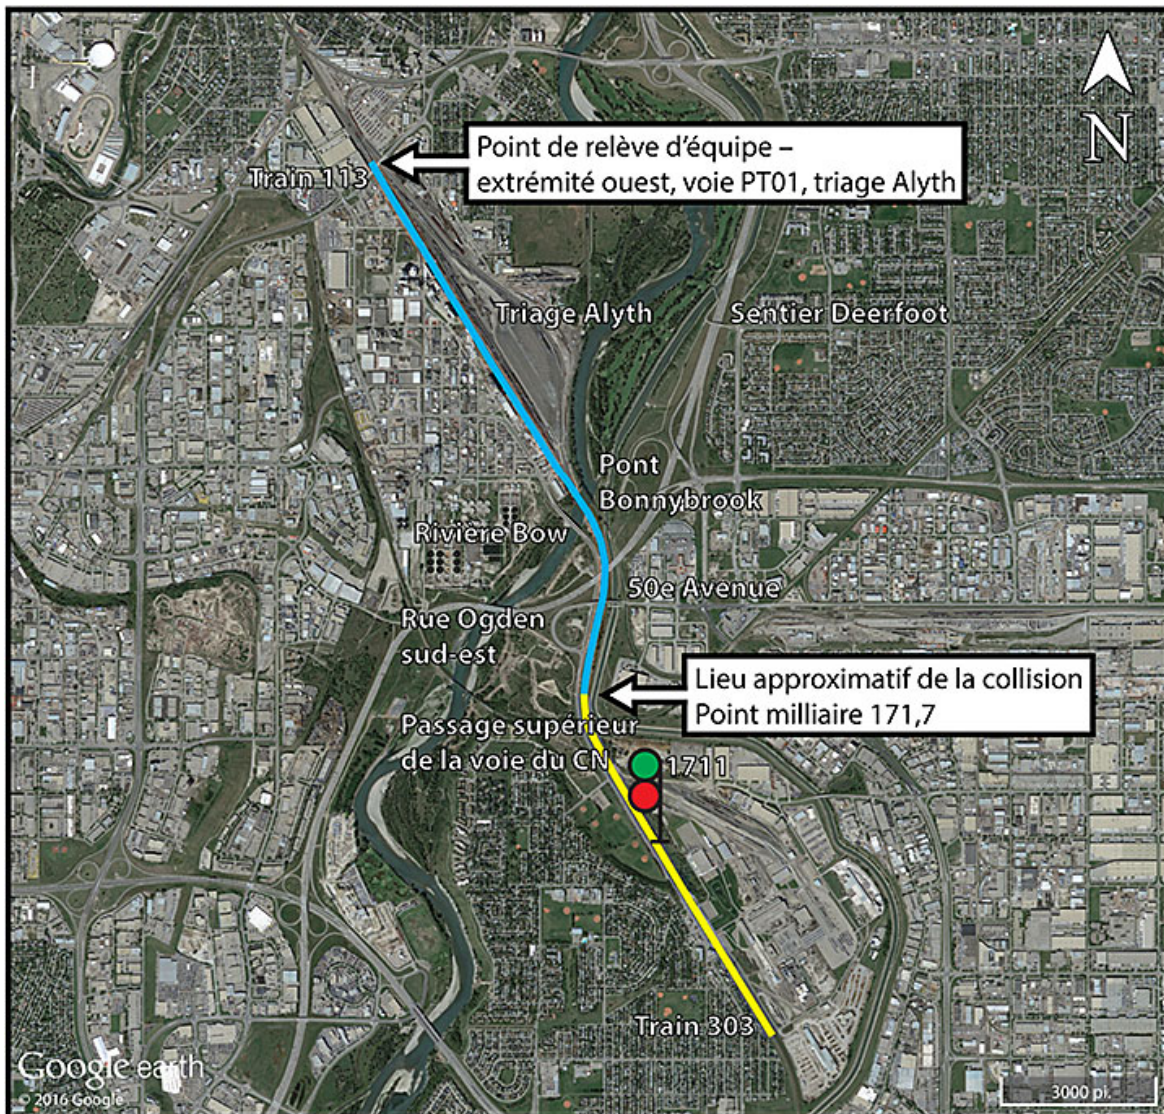 N
Point de relève d'équipe –
extrémité ouest, voie PT01, triage Alyth
Train 113
Triage Alyth
Sentier Deerfoot
Pont
Bonnybrook
Rivière Bow
50e Avenue
Rue Ogden
sud-est
Lieu approximatif de la collision
Point milliaire 171,7
Passage supérieur
de la voie du CN
1711
Train 303
Google earth
© 2016 Google
3000 pi.